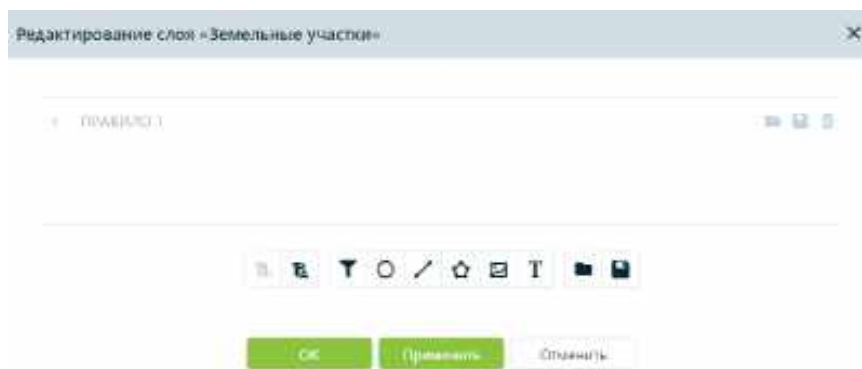 Редактирование слоя «Земельные участки»
ПРАВИЛО 1
T
ОК
Применить
Отменить